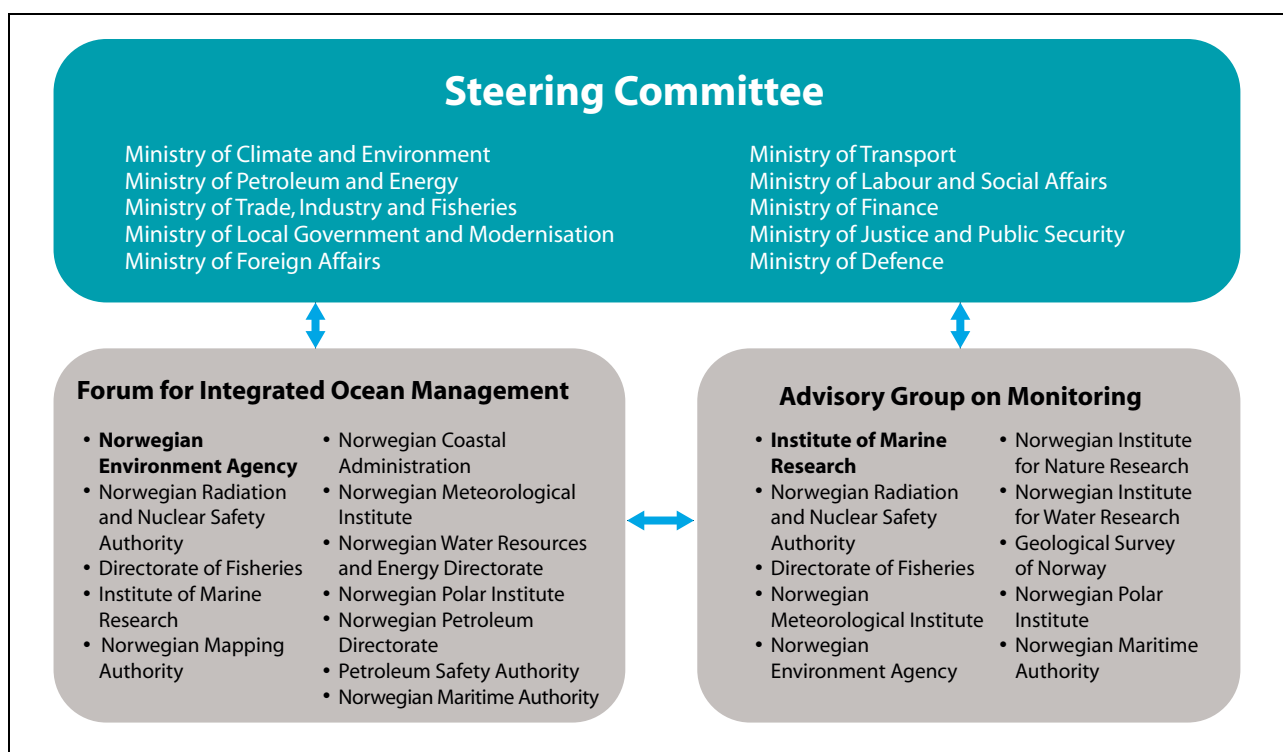 Steering Committee
Ministry of Climate and Environment
Ministry of Petroleum and Energy
Ministry of Trade, Industry and Fisheries
Ministry of Local Government and Modernisation
Ministry of Foreign Affairs
Ministry of Transport
Ministry of Labour and Social Affairs
Ministry of Finance
Ministry of Justice and Public Security
Ministry of Defence
Forum for Integrated Ocean Management
• Norwegian
Environment Agency
• Norwegian Radiation
and Nuclear Safety
Authority
• Directorate of Fisheries
• Institute of Marine
Research
• Norwegian Mapping
Authority
• Norwegian Coastal
Administration
• Norwegian Meteorological
Institute
• Norwegian Water Resources
and Energy Directorate
• Norwegian Polar Institute
• Norwegian Petroleum
Directorate
• Petroleum Safety Authority
• Norwegian Maritime Authority
Advisory Group on Monitoring
• Institute of Marine
Research
• Norwegian Radiation
and Nuclear Safety
Authority
• Directorate of Fisheries
• Norwegian
Meteorological Institute
• Norwegian
Environment Agency
• Norwegian Institute
for Nature Research
• Norwegian Institute
for Water Research
• Geological Survey
of Norway
• Norwegian Polar
Institute
• Norwegian Maritime
Authority